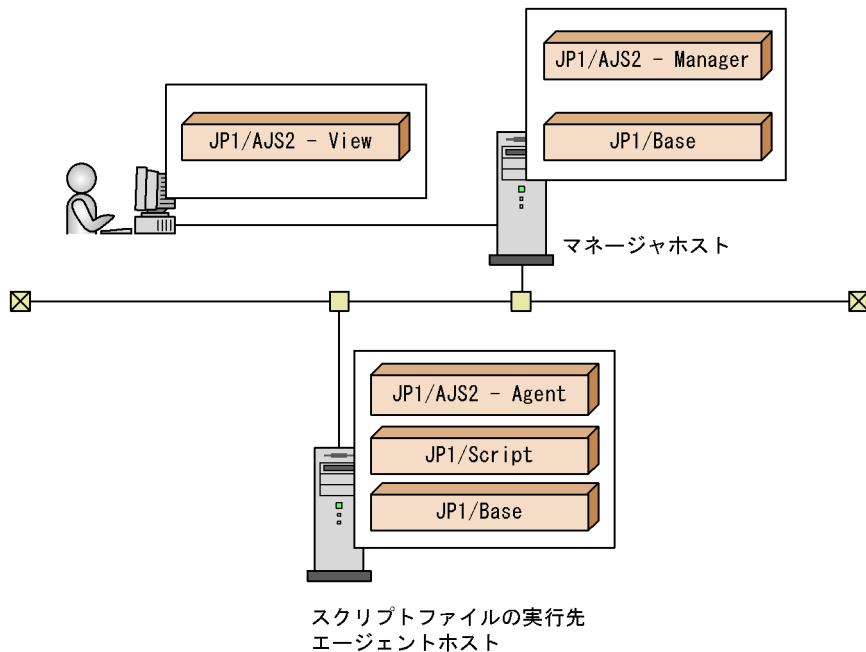 JP1/AJS2 - Manager
JP1/Base
JP1/AJS2 - View
マネージャホスト
JP1/AJS2 - Agent
JP1/Script
JP1/Base
スクリプトファイルの実行先
エージェントホスト